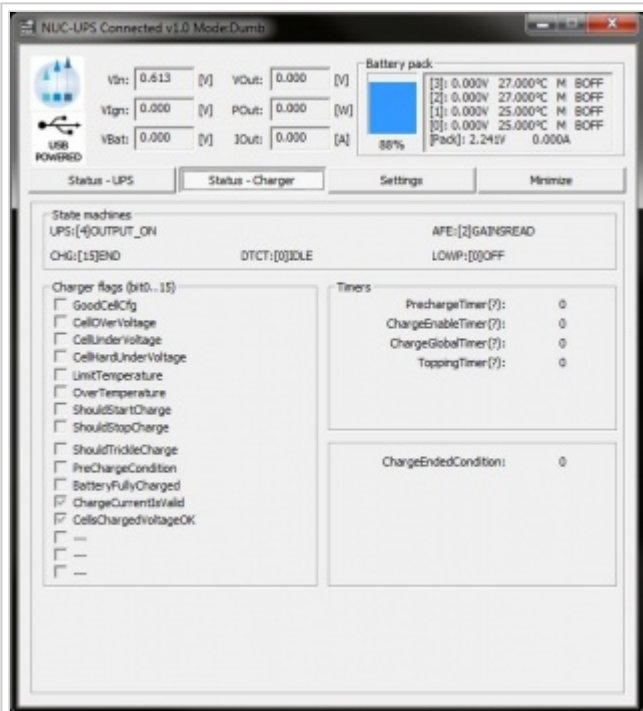 NUC-UPS Connected v1.0 Mode:Dumb
VIn: 0.613 [V] VOut: 0.000 [V]
VIgn: 0.000 [V] POut: 0.000 [W]
VBat: 0.000 [V] IOut: 0.000 [A]
USB
POWERED
Battery pack
88%
[3]: 0.000V 27.000°C M BOFF
[2]: 0.000V 27.000°C M BOFF
[1]: 0.000V 25.000°C M BOFF
[0]: 0.000V 25.000°C M BOFF
[Pack]: 2.241V 0.000A
Status - UPS Status - Charger Settings Minimize
State machines
UPS:[4]OUTPUT_ON AFE:[2]GAINSREAD
CHG:[15]END DTCT:[0]IDLE LOWP:[0]OFF
Charger flags (bit0..15)
GoodCellCfg
CellOVerVoltage
CellUnderVoltage
CellHardUnderVoltage
LimitTemperature
OverTemperature
ShouldStartCharge
ShouldStopCharge
ShouldTrickleCharge
PreChargeCondition
BatteryFullyCharged
ChargeCurrentIsValid
CellsChargedVoltageOK
---
---
---
Timers
PrechargeTimer(?): 0
ChargeEnableTimer(?): 0
ChargeGlobalTimer(?): 0
ToppingTimer(?): 0
ChargeEndedCondition: 0